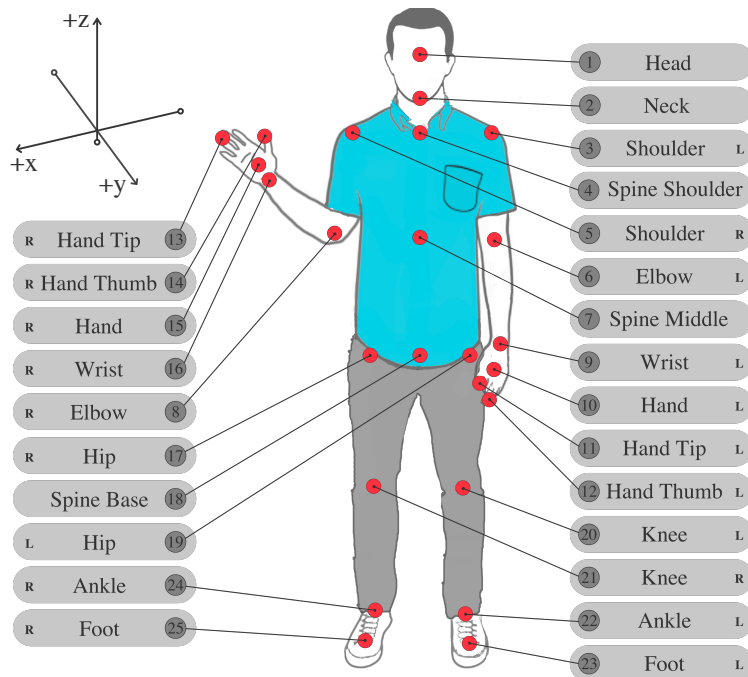 +z
+x
+y
1 Head
2 Neck
3 Shoulder L
4 Spine Shoulder
5 Shoulder R
6 Elbow L
7 Spine Middle
9 Wrist L
10 Hand L
11 Hand Tip L
12 Hand Thumb L
20 Knee L
21 Knee R
22 Ankle L
23 Foot L
R Hand Tip 13
R Hand Thumb 14
R Hand 15
R Wrist 16
R Elbow 8
R Hip 17
Spine Base 18
L Hip 19
R Ankle 24
R Foot 25